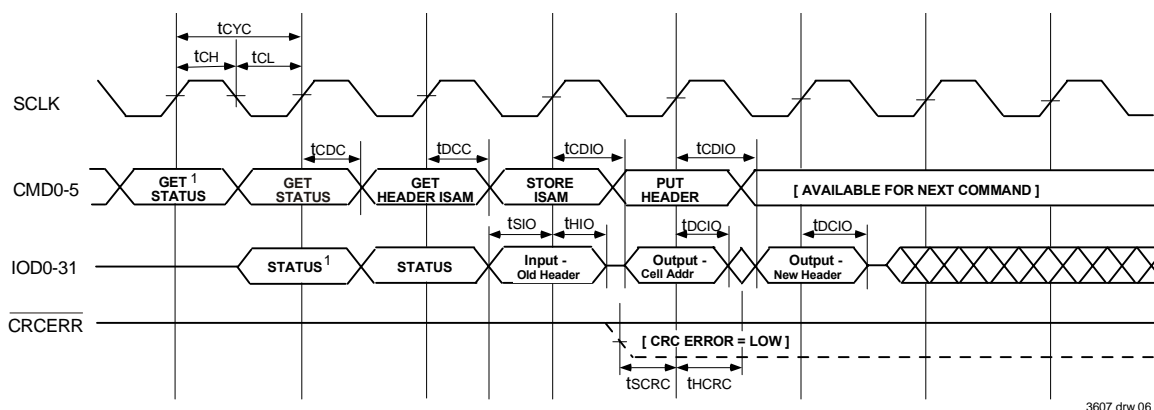 tCYC
tCH tCL
SCLK
tCDC tDCC tCDIO tCDIO
CMD0-5 GET 1 STATUS GET STATUS GET HEADER ISAM STORE ISAM PUT HEADER [ AVAILABLE FOR NEXT COMMAND ]
tSIO tHIO tDCIO tDCIO
IOD0-31 STATUS 1 STATUS Input - Old Header Output - Cell Addr Output - New Header
CRCERR [ CRC ERROR = LOW ]
tSCRC tHCRC
3607 drw 06